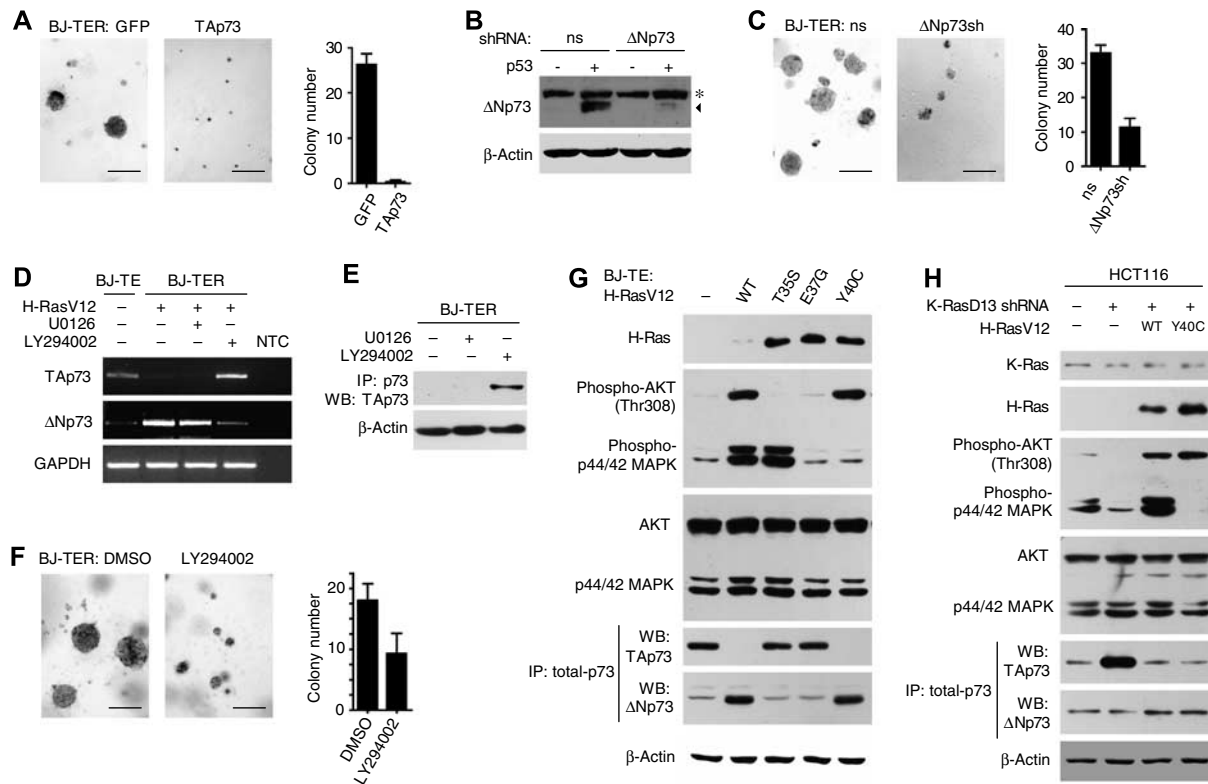 A
BJ-TER: GFP
TAp73
Colony number
30
20
10
0
GFP
TAp73
B
shRNA:
ns
ΔNp73
p53
-
+
-
+
ΔNp73
*
β-Actin
C
BJ-TER: ns
ΔNp73sh
Colony number
40
30
20
10
0
ns
ΔNp73sh
D
BJ-TE
BJ-TER
H-RasV12
–
+
+
+
U0126
–
–
+
–
LY294002
–
–
–
+
NTC
TAp73
ΔNp73
GAPDH
E
BJ-TER
U0126
–
+
–
LY294002
–
–
+
IP: p73
WB: TAp73
β-Actin
F
BJ-TER: DMSO
LY294002
Colony number
20
10
0
DMSO
LY294002
G
BJ-TE:
H-RasV12
–
WT
T35S
E37G
Y40C
H-Ras
Phospho-AKT
(Thr308)
Phospho-
p44/42 MAPK
AKT
p44/42 MAPK
IP: total-p73
WB:
TAp73
WB:
ΔNp73
β-Actin
H
HCT116
K-RasD13 shRNA
–
+
+
+
H-RasV12
–
–
WT
Y40C
K-Ras
H-Ras
Phospho-AKT
(Thr308)
Phospho-
p44/42 MAPK
AKT
p44/42 MAPK
IP: total-p73
WB:
TAp73
WB:
ΔNp73
β-Actin